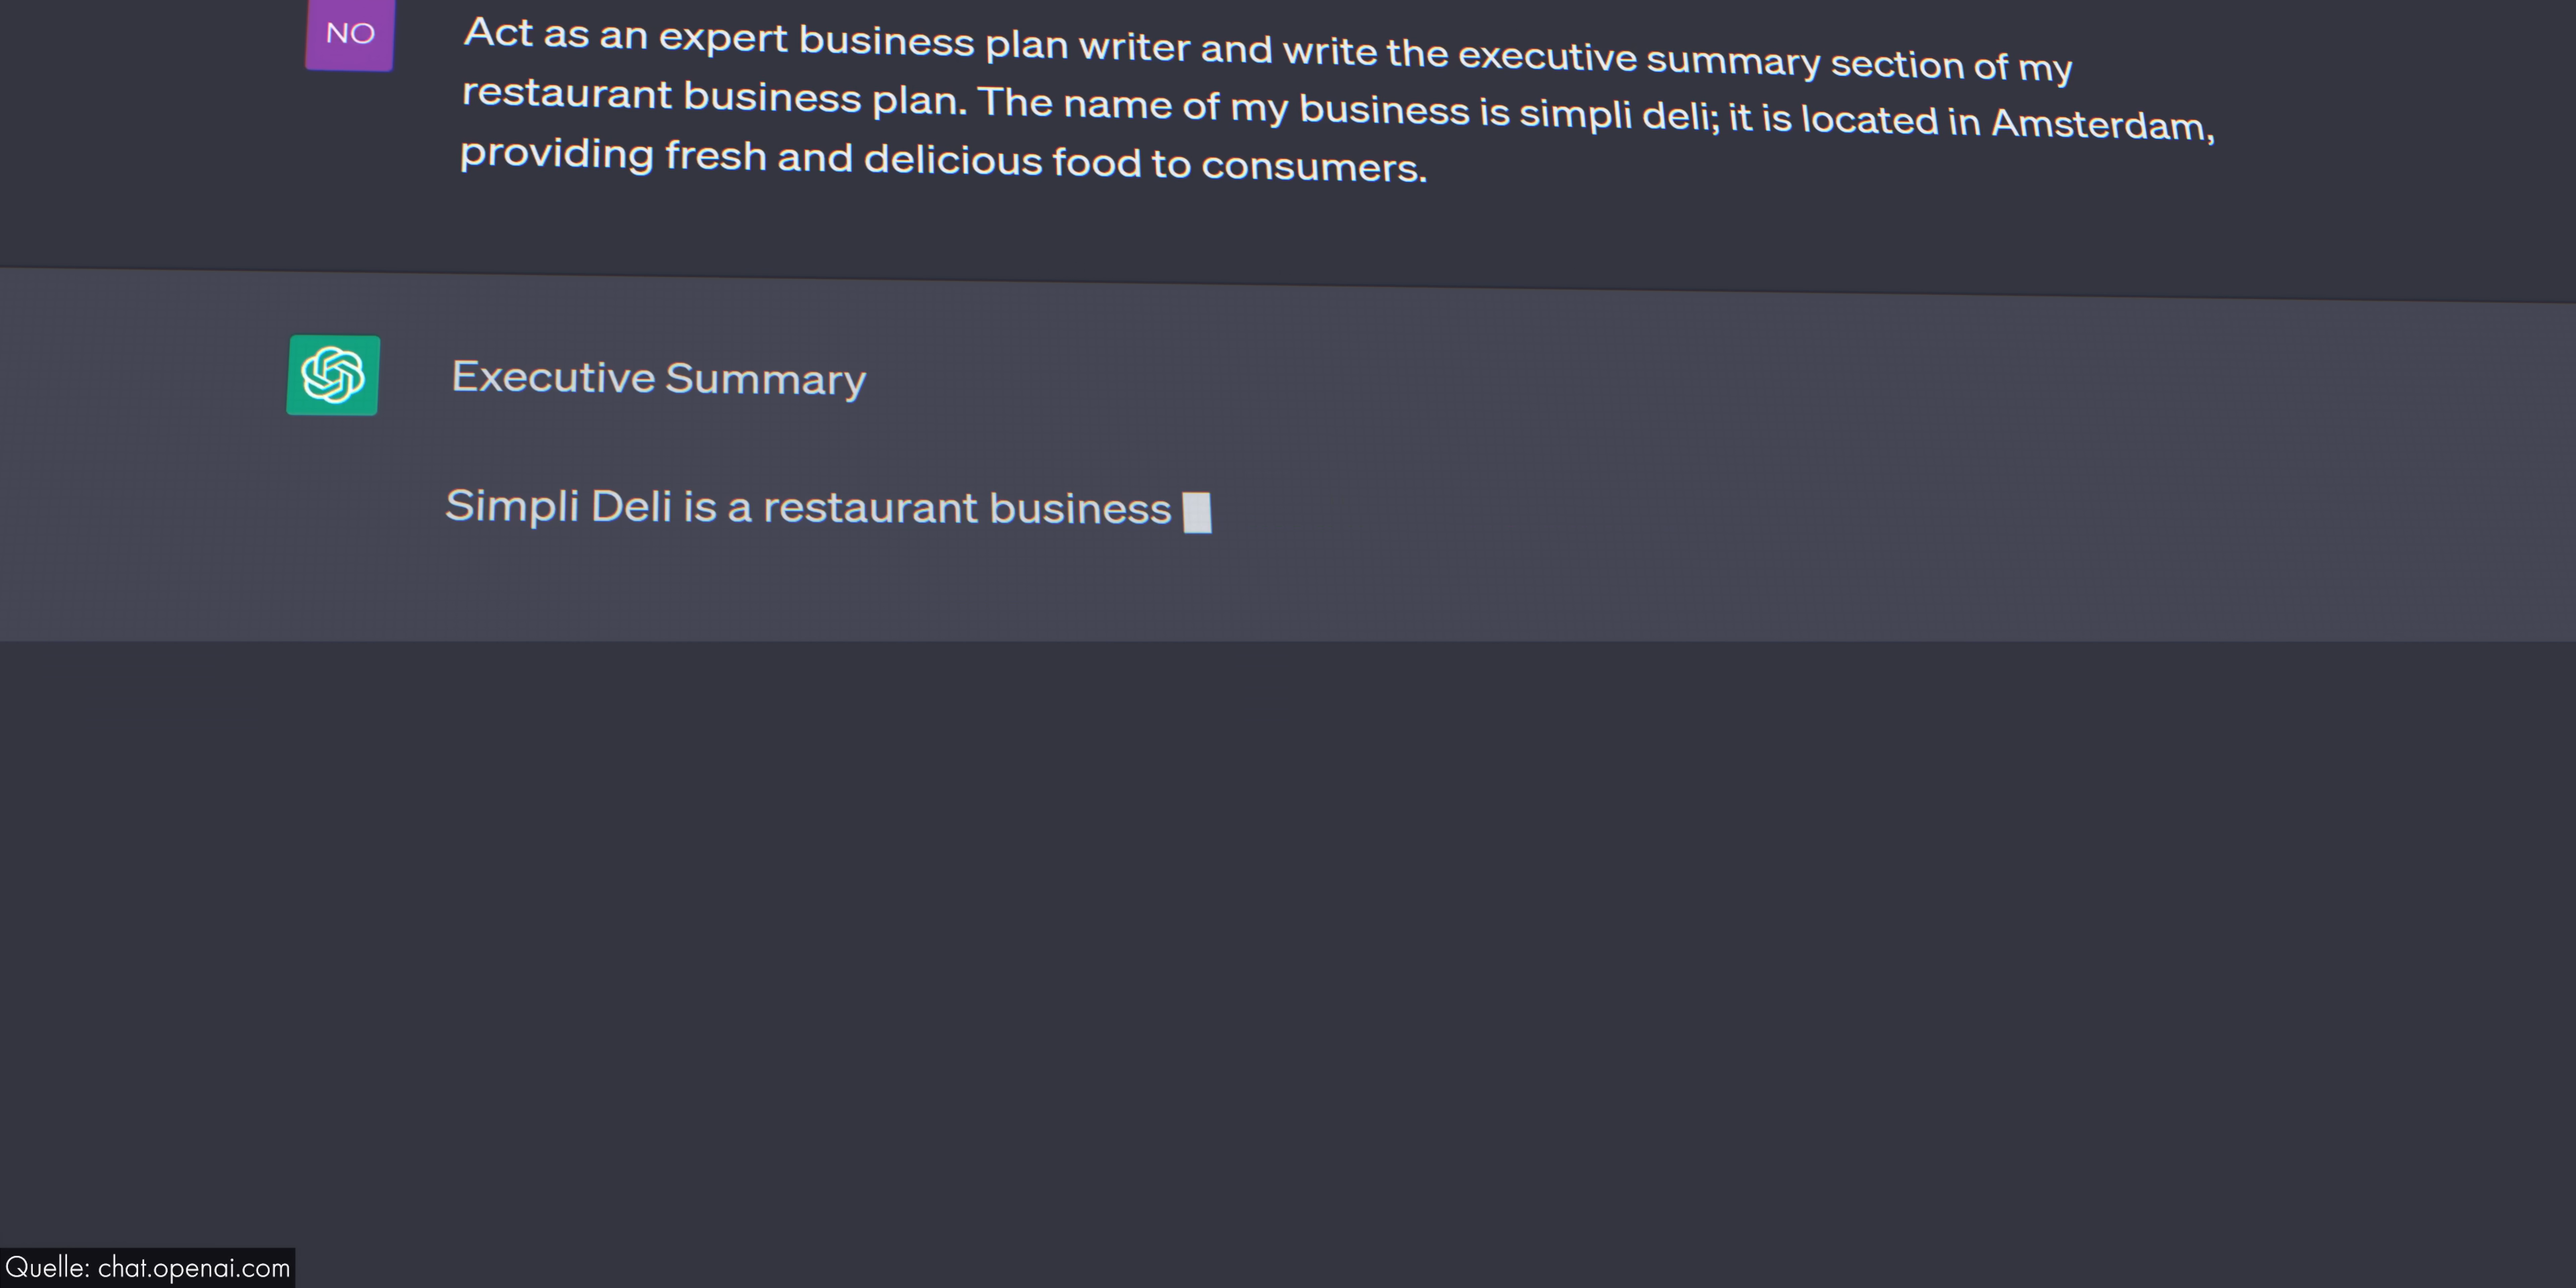 NO
Act as an expert business plan writer and write the executive summary section of my
restaurant business plan. The name of my business is simpli deli; it is located in Amsterdam,
providing fresh and delicious food to consumers.
Executive Summary
Simpli Deli is a restaurant business
Quelle: chat.openai.com